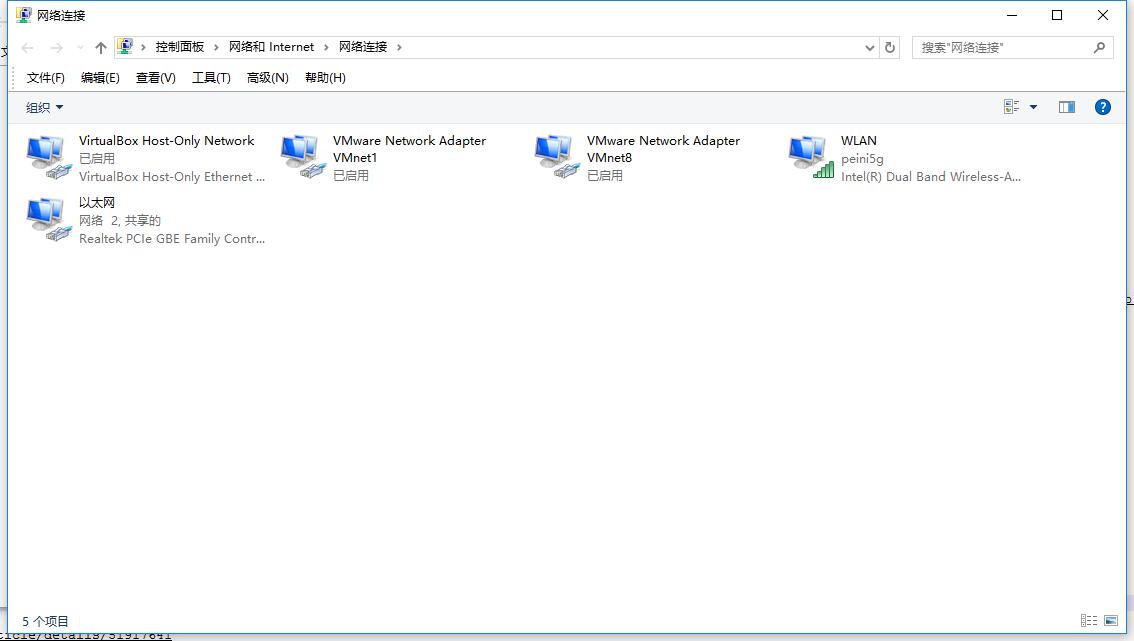 网络连接
控制面板 网络和 Internet 网络连接
搜索"网络连接"
文件(F) 编辑(E) 查看(V) 工具(T) 高级(N) 帮助(H)
组织
VirtualBox Host-Only Network
已启用
VirtualBox Host-Only Ethernet ...
VMware Network Adapter
VMnet1
已启用
VMware Network Adapter
VMnet8
已启用
WLAN
peini5g
Intel(R) Dual Band Wireless-A...
以太网
网络 2, 共享的
Realtek PCIe GBE Family Contr...
5 个项目